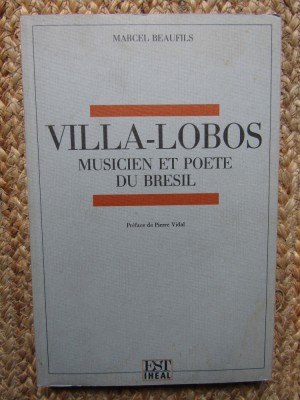 MARCEL BEAUFILS
VILLA-LOBOS
MUSICIEN ET POETE
DU BRESIL
Préface de Pierre Vidal
EST
IHEAL